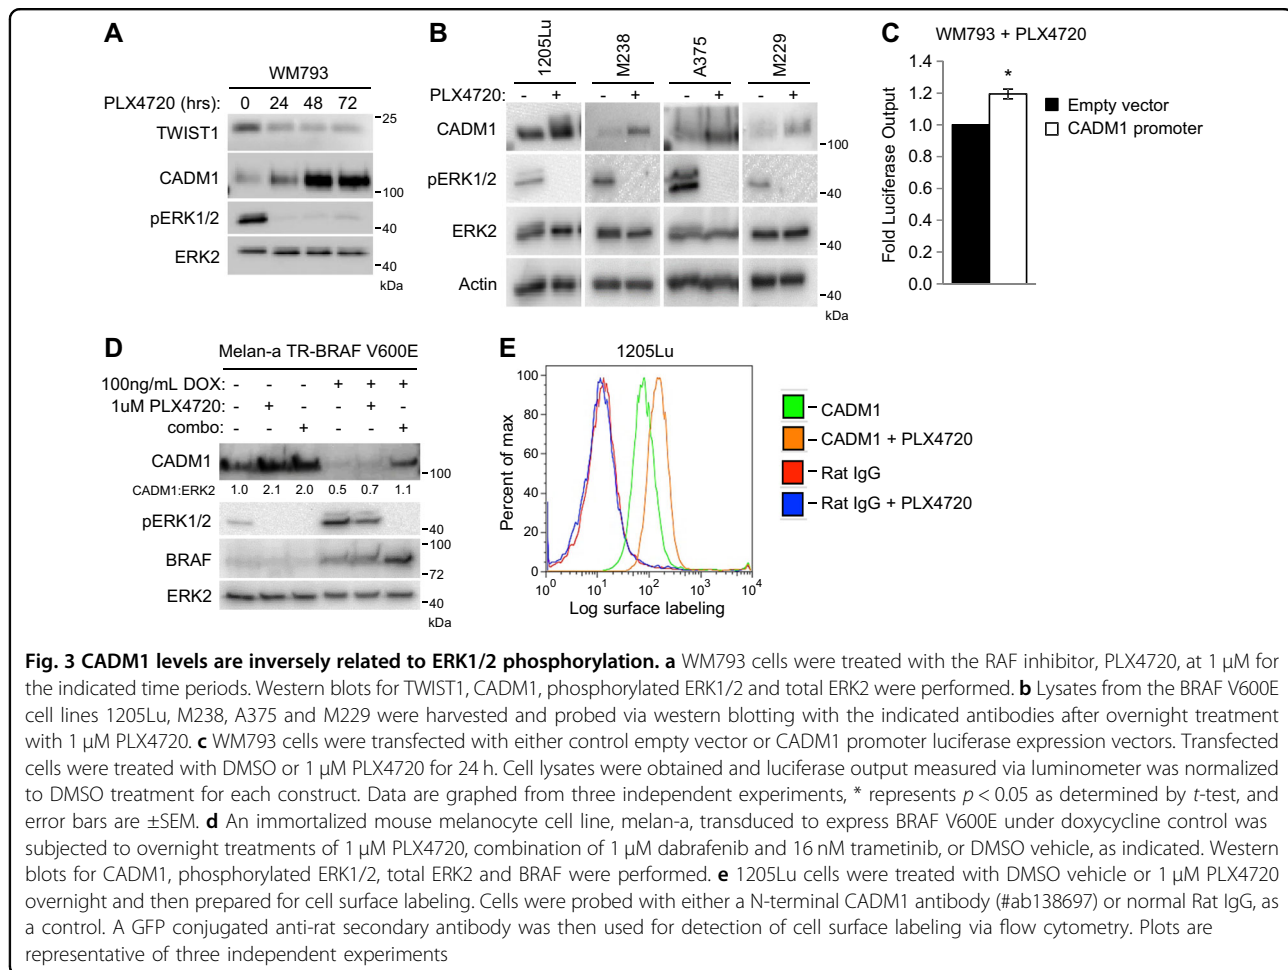 A
WM793
PLX4720 (hrs): 0 24 48 72
TWIST1
25
CADM1
100
pERK1/2
40
ERK2
40
kDa
B
1205Lu M238 A375 M229
PLX4720: - + - + - + - +
CADM1
100
pERK1/2
40
ERK2
40
Actin
40
kDa
C
WM793 + PLX4720
Fold Luciferase Output
1.4
1.2
1.0
0.8
0.6
0.4
0.2
0.0
*
Empty vector
CADM1 promoter
D
Melan-a TR-BRAF V600E
100ng/mL DOX: - - - + + +
1uM PLX4720: - + - - + -
combo: - - + - - +
CADM1
100
CADM1:ERK2 1.0 2.1 2.0 0.5 0.7 1.1
pERK1/2
40
BRAF
100
72
ERK2
40
kDa
E
1205Lu
Percent of max
100
80
60
40
20
0
10⁰ 10¹ 10² 10³ 10⁴
Log surface labeling
CADM1
CADM1 + PLX4720
Rat IgG
Rat IgG + PLX4720
Fig. 3 CADM1 levels are inversely related to ERK1/2 phosphorylation. a WM793 cells were treated with the RAF inhibitor, PLX4720, at 1 µM for
the indicated time periods. Western blots for TWIST1, CADM1, phosphorylated ERK1/2 and total ERK2 were performed. b Lysates from the BRAF V600E
cell lines 1205Lu, M238, A375 and M229 were harvested and probed via western blotting with the indicated antibodies after overnight treatment
with 1 µM PLX4720. c WM793 cells were transfected with either control empty vector or CADM1 promoter luciferase expression vectors. Transfected
cells were treated with DMSO or 1 µM PLX4720 for 24 h. Cell lysates were obtained and luciferase output measured via luminometer was normalized
to DMSO treatment for each construct. Data are graphed from three independent experiments, * represents p < 0.05 as determined by t-test, and
error bars are ±SEM. d An immortalized mouse melanocyte cell line, melan-a, transduced to express BRAF V600E under doxycycline control was
subjected to overnight treatments of 1 µM PLX4720, combination of 1 µM dabrafenib and 16 nM trametinib, or DMSO vehicle, as indicated. Western
blots for CADM1, phosphorylated ERK1/2, total ERK2 and BRAF were performed. e 1205Lu cells were treated with DMSO vehicle or 1 µM PLX4720
overnight and then prepared for cell surface labeling. Cells were probed with either a N-terminal CADM1 antibody (#ab138697) or normal Rat IgG, as
a control. A GFP conjugated anti-rat secondary antibody was then used for detection of cell surface labeling via flow cytometry. Plots are
representative of three independent experiments